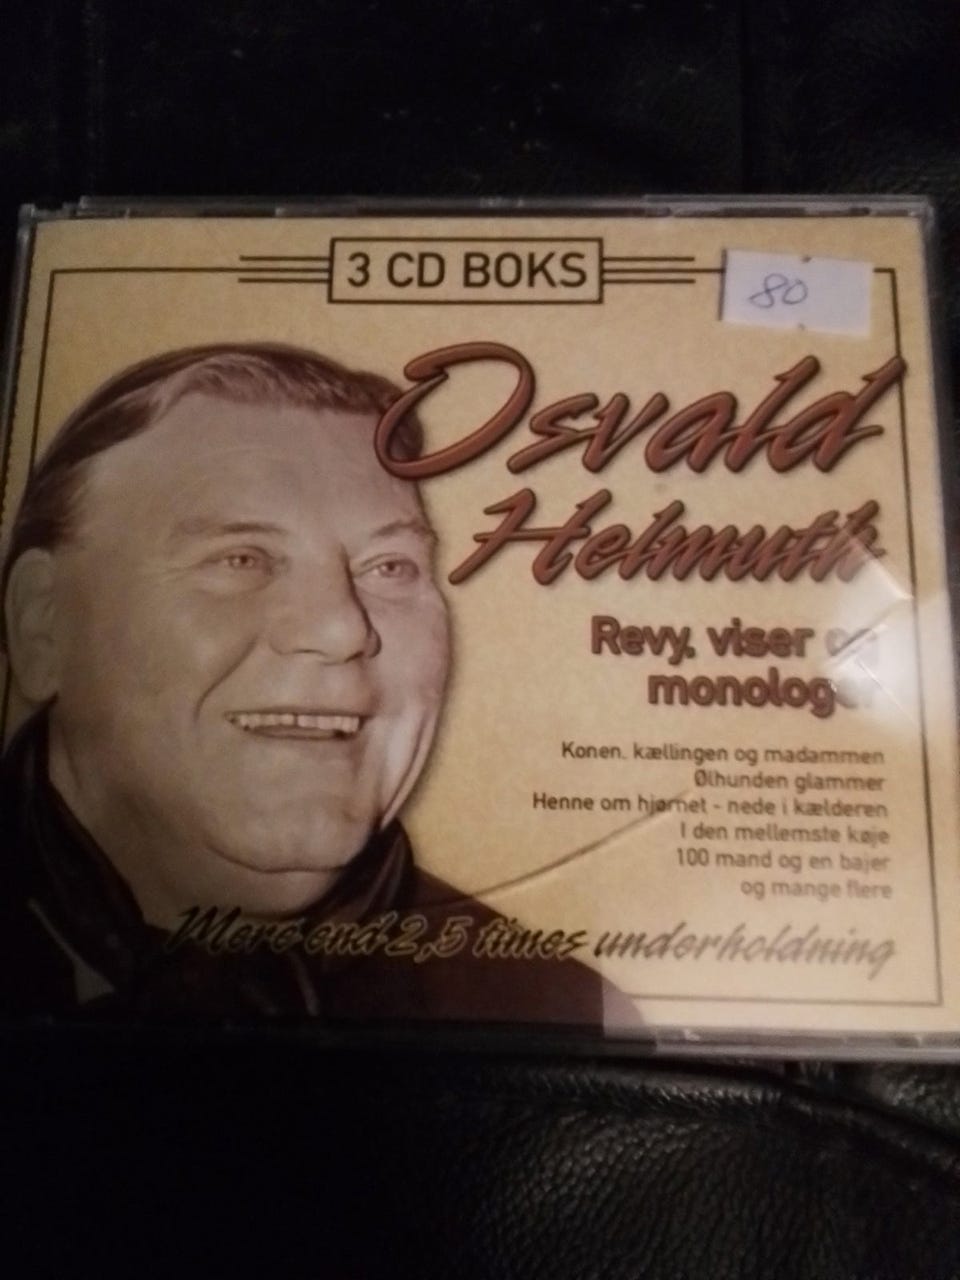 3 CD BOKS
80
Osvald
Helmuth
Revy, viser og
monologer
Konen, kællingen og madammen
Ølhunden glammer
Henne om hjørnet - nede i kælderen
I den mellemste køje
100 mand og en bajer
og mange flere
Mere end 2,5 times underholdning